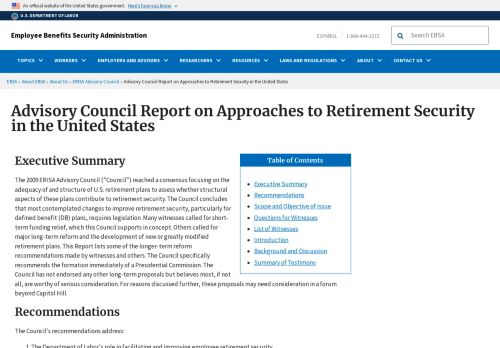 An official website of the United States government. Here's how you know
U.S. DEPARTMENT OF LABOR
Employee Benefits Security Administration
ESPAÑOL | 1-866-444-3272
Search EBSA
TOPICS WORKERS EMPLOYERS AND ADVISERS RESEARCHERS RESOURCES LAWS AND REGULATIONS ABOUT CONTACT US
EBSA › About EBSA › About Us › ERISA Advisory Council › Advisory Council Report on Approaches to Retirement Security in the United States
Advisory Council Report on Approaches to Retirement Security
in the United States
Executive Summary
The 2009 ERISA Advisory Council ("Council") reached a consensus focusing on the
adequacy of and structure of U.S. retirement plans to assess whether structural
aspects of these plans contribute to retirement security. The Council concludes
that most contemplated changes to improve retirement security, particularly for
defined benefit (DB) plans, requires legislation. Many witnesses called for short-
term funding relief, which this Council supports in concept. Others called for
major long-term reform and the development of new or greatly modified
retirement plans. This Report lists some of the longer-term reform
recommendations made by witnesses and others. The Council specifically
recommends the formation immediately of a Presidential Commission. The
Council has not endorsed any other long-term proposals but believes most, if not
all, are worthy of serious consideration. For reasons discussed further, these proposals may need consideration in a forum
beyond Capitol Hill.
Table of Contents
Executive Summary
Recommendations
Scope and Objective of Issue
Questions for Witnesses
List of Witnesses
Introduction
Background and Discussion
Summary of Testimony
Recommendations
The Council's recommendations address:
1. The Department of Labor's role in facilitating and improving employee retirement security